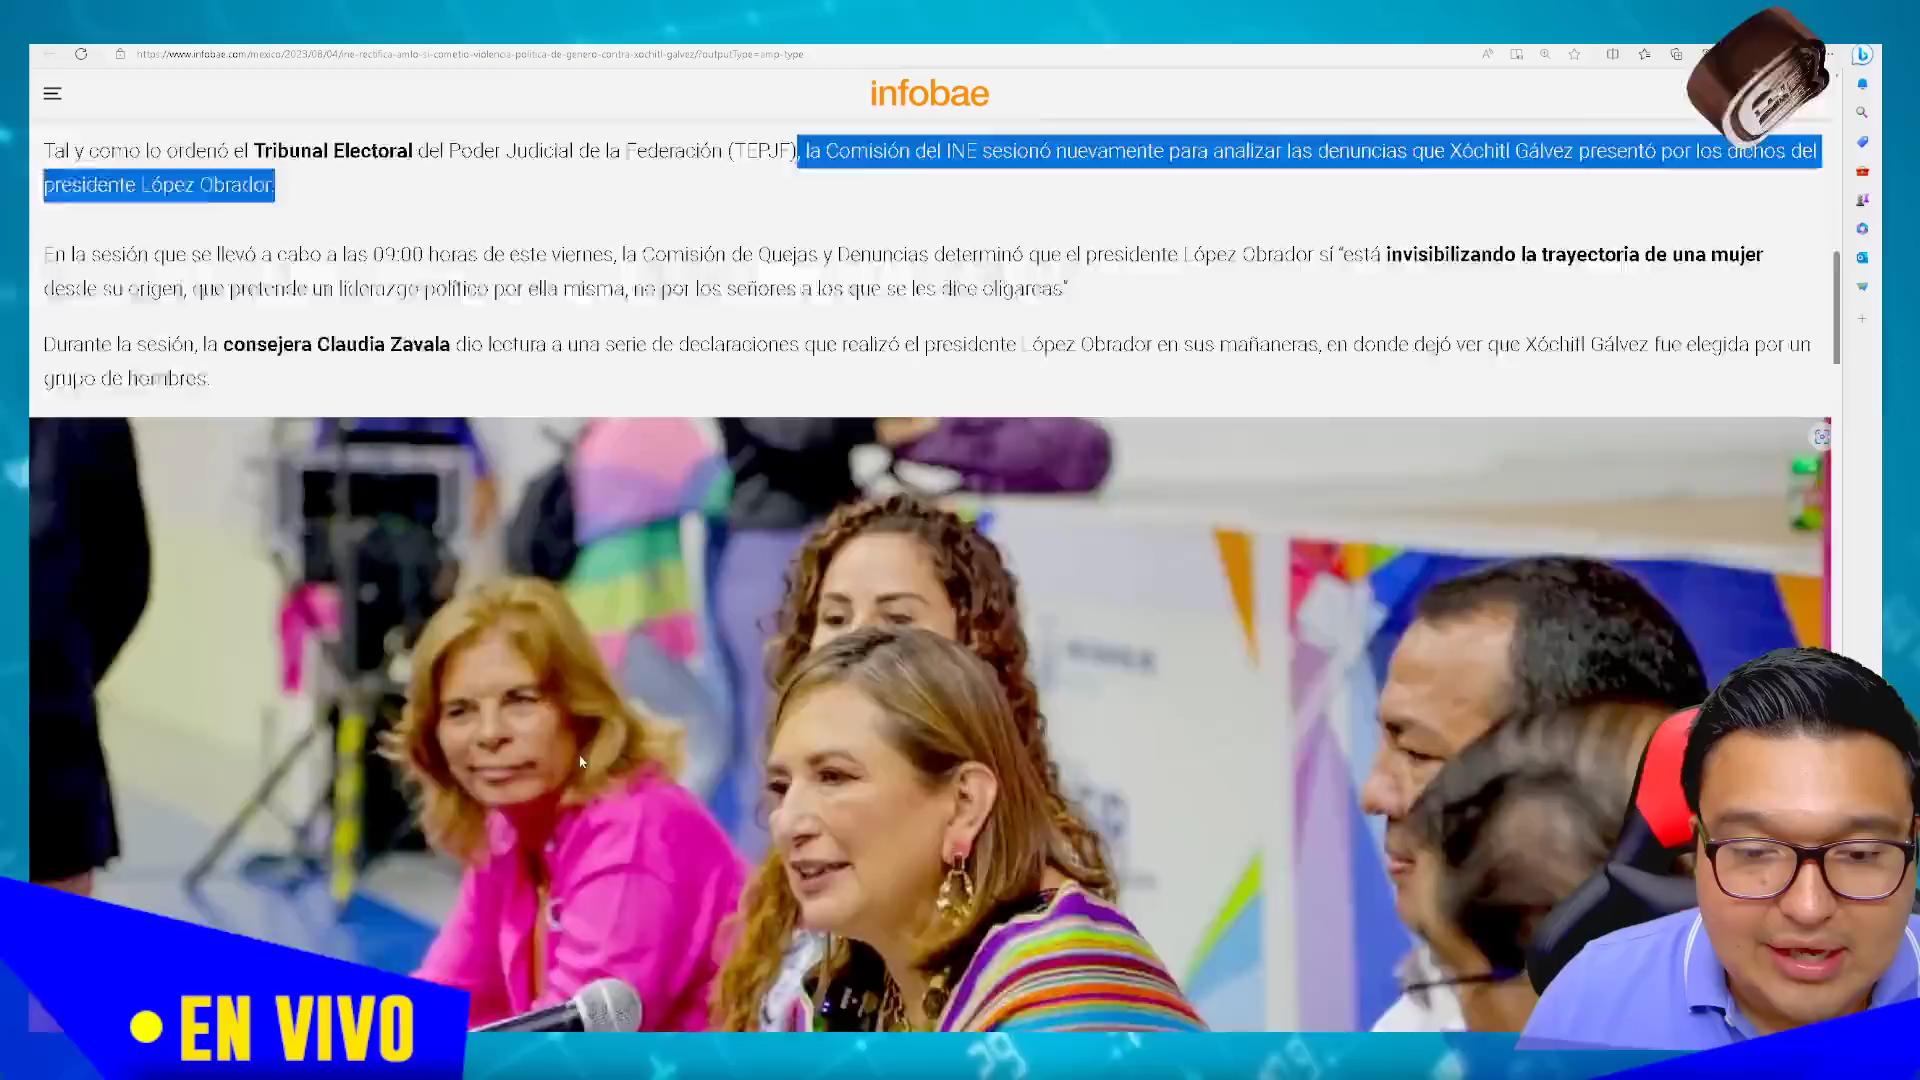 https://www.infobae.com/mexico/2023/08/04/ine-rectifica-amlo-si-cometio-violencia-politica-de-genero-contra-xochitl-galvez/?outputType=amp-type
infobae
Tal y como lo ordenó el Tribunal Electoral del Poder Judicial de la Federación (TEPJF), la Comisión del INE sesionó nuevamente para analizar las denuncias que Xóchitl Gálvez presentó por los dichos del
presidente López Obrador.
En la sesión que se llevó a cabo a las 09:00 horas de este viernes, la Comisión de Quejas y Denuncias determinó que el presidente López Obrador sí “está invisibilizando la trayectoria de una mujer
desde su origen, que pretende un liderazgo político por ella misma, no por los señores a los que se les dice oligarcas”
Durante la sesión, la consejera Claudia Zavala dio lectura a una serie de declaraciones que realizó el presidente López Obrador en sus mañaneras, en donde dejó ver que Xóchitl Gálvez fue elegida por un
grupo de hombres.
EN VIVO